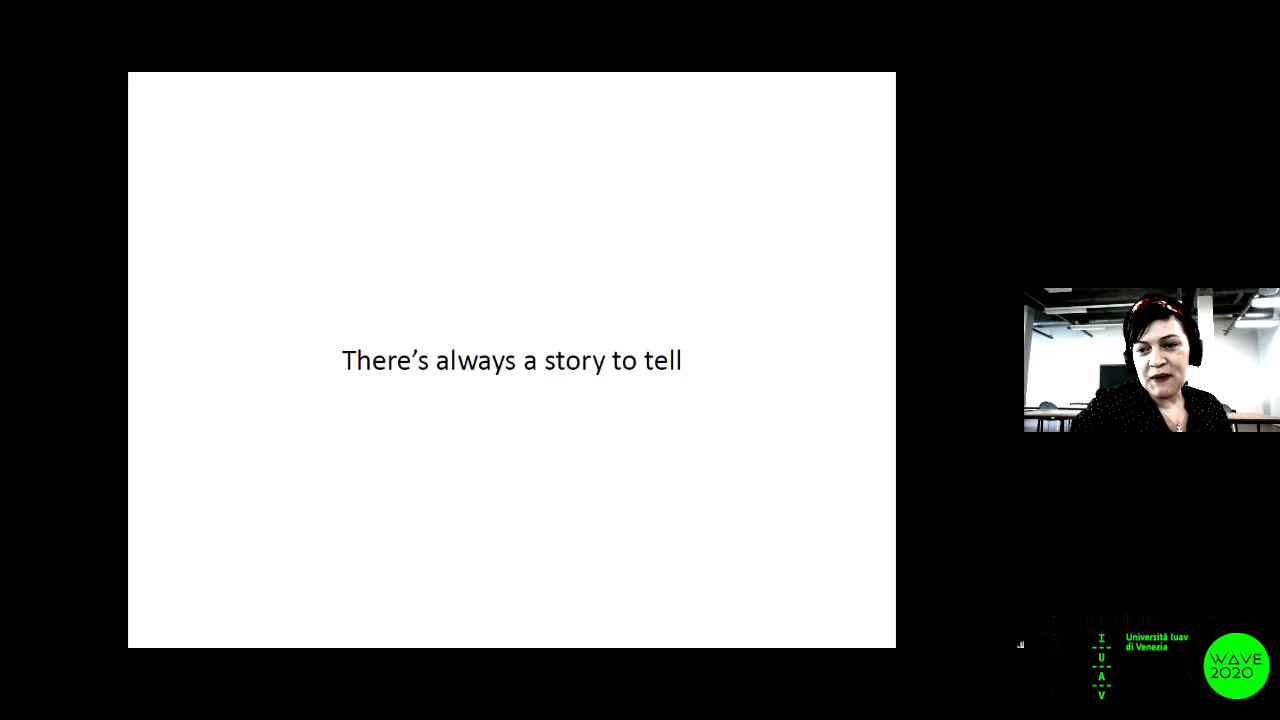 There’s always a story to tell
I
U
A
V
Università Iuav
di Venezia
WAVE
2020